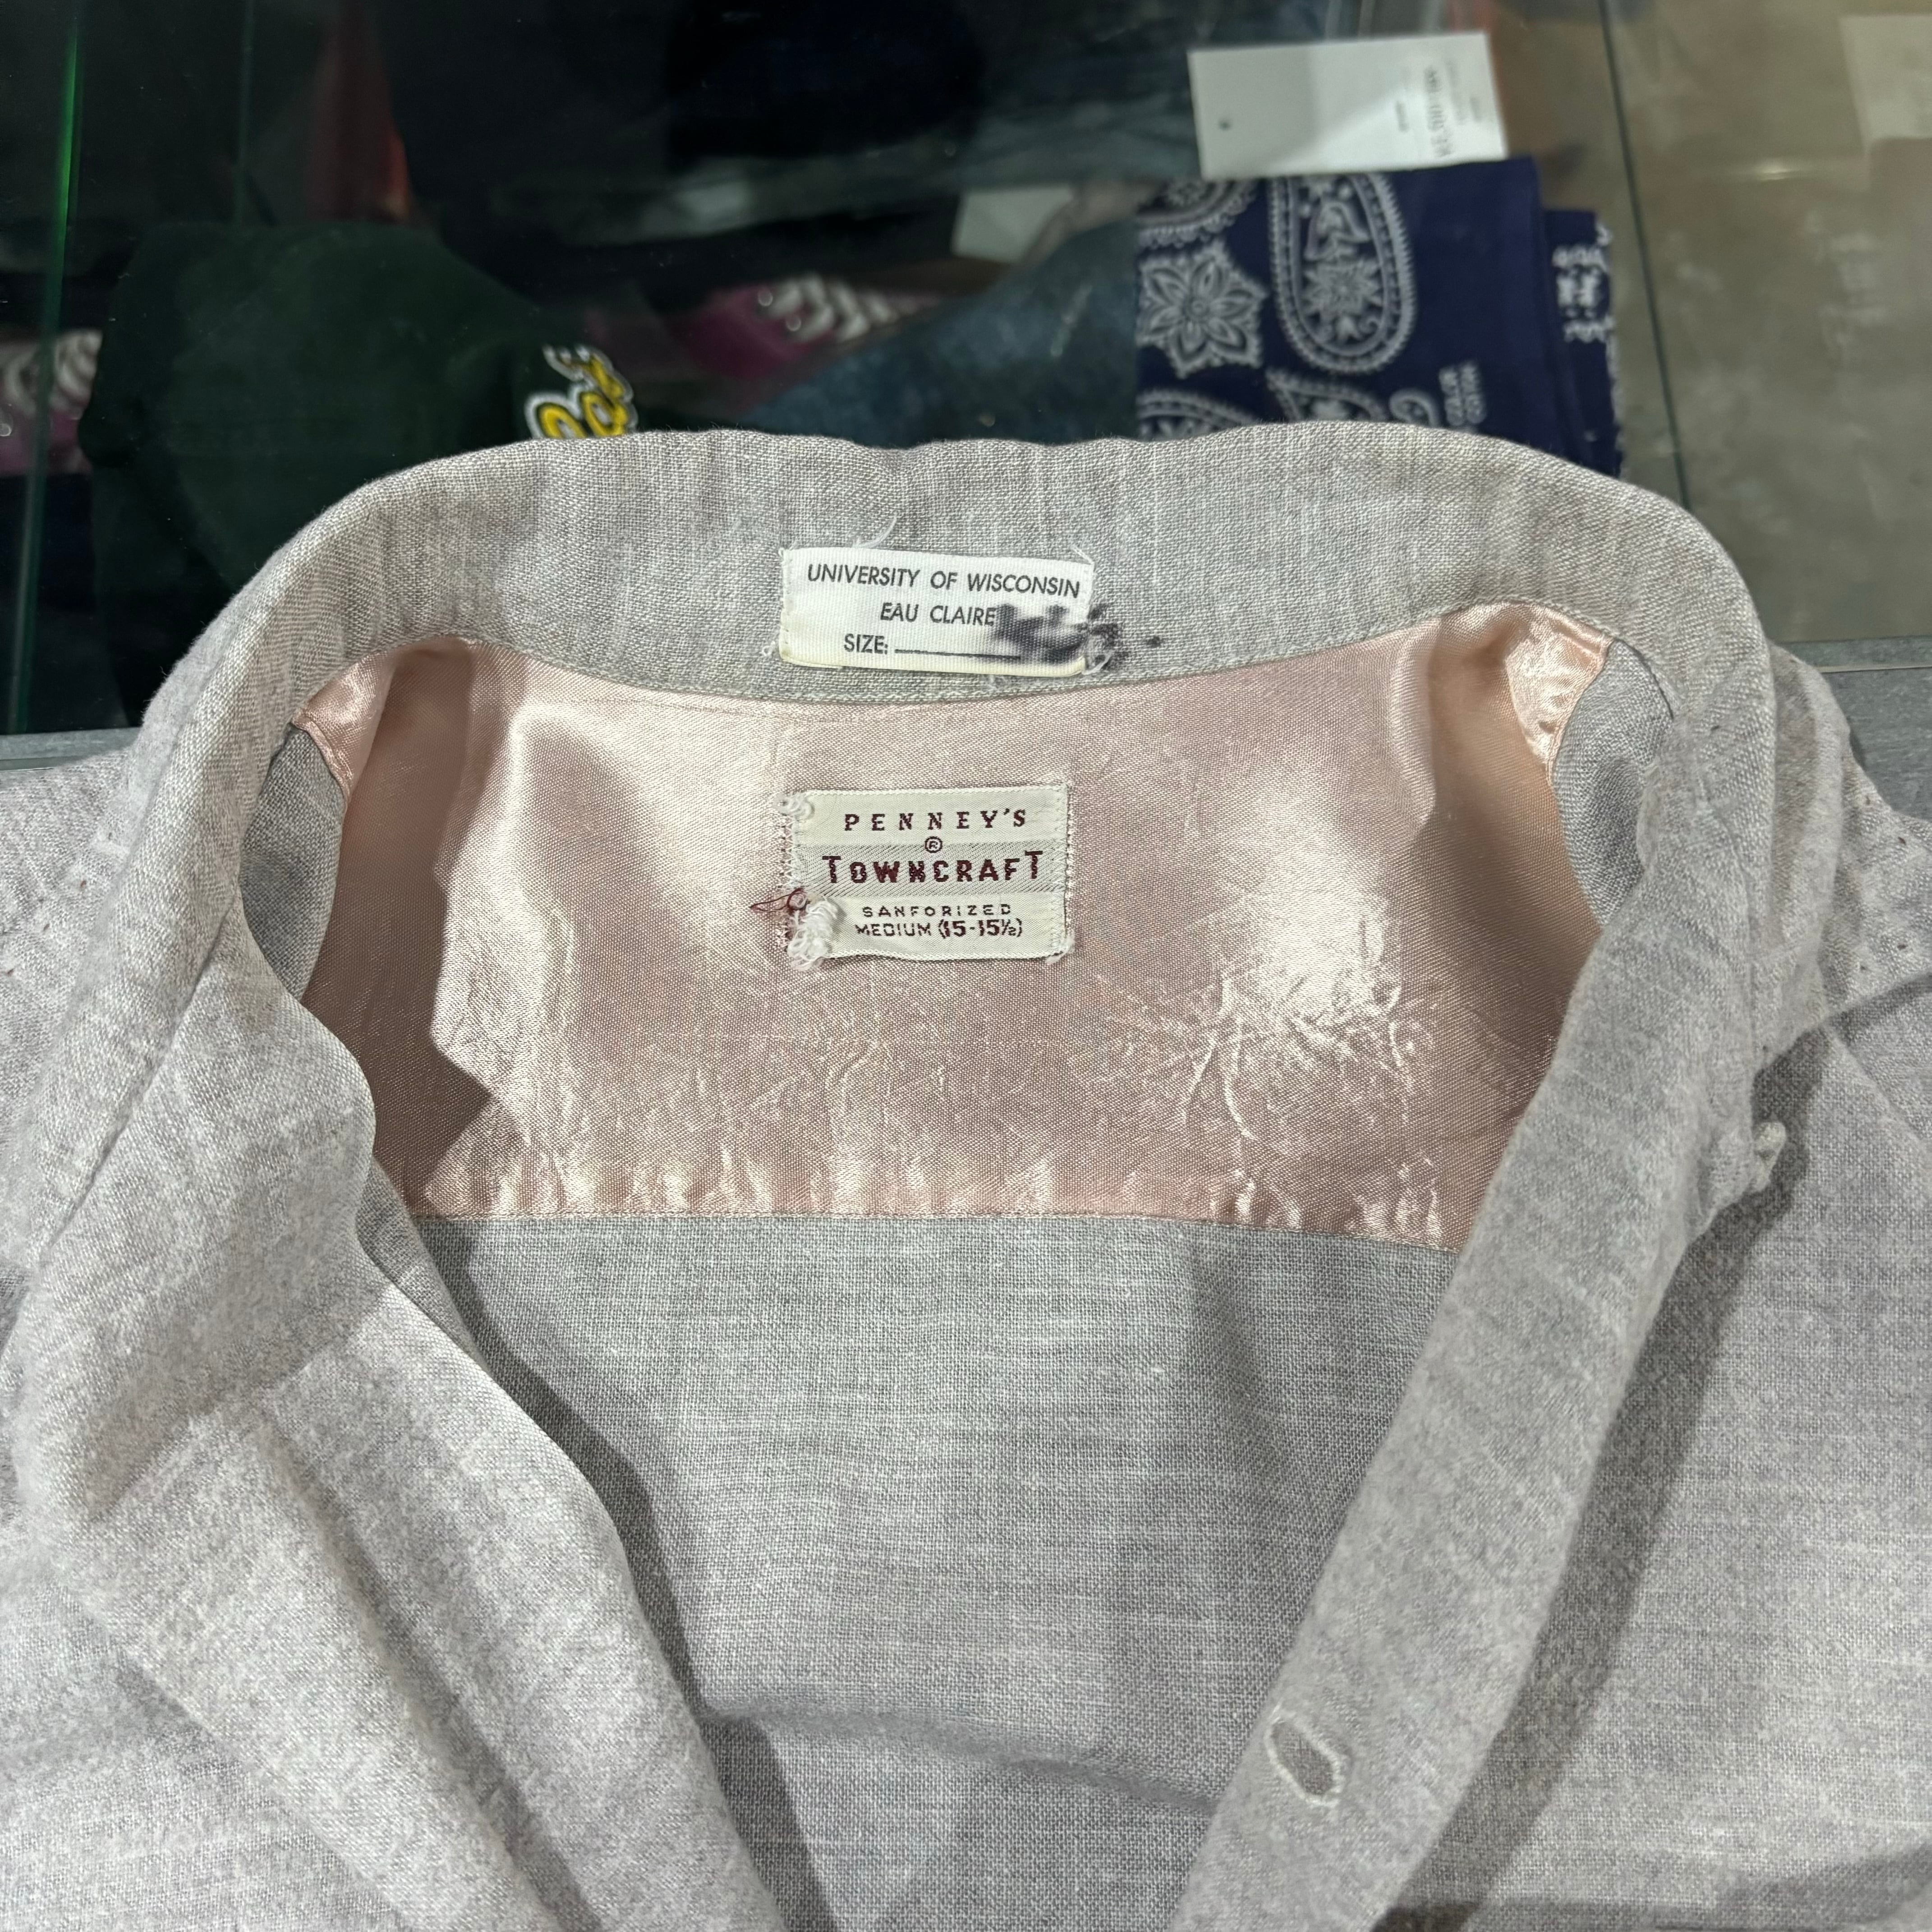 UNIVERSITY OF WISCONSIN
EAU CLAIRE
SIZE:
PENNEY'S
®
TOWNCRAFT
SANFORIZED
MEDIUM (15-15½)